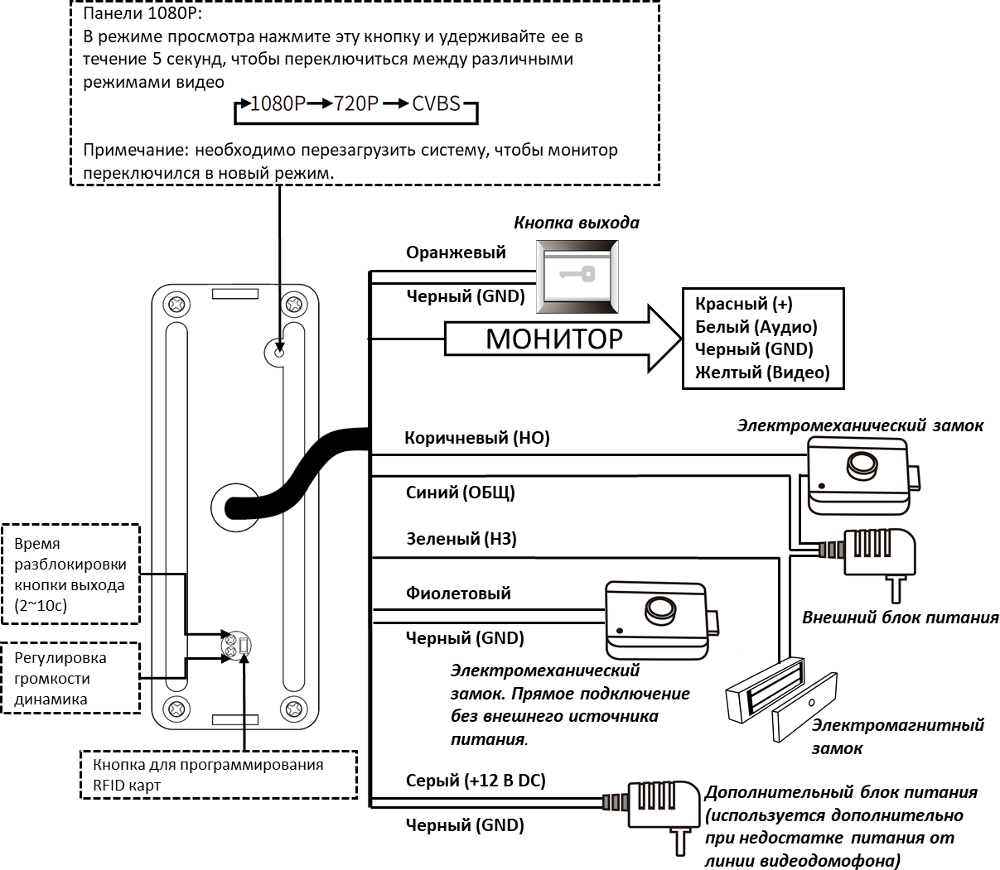 Панели 1080P:
В режиме просмотра нажмите эту кнопку и удерживайте ее в
течение 5 секунд, чтобы переключиться между различными
режимами видео
1080P 720P CVBS
Примечание: необходимо перезагрузить систему, чтобы монитор
переключился в новый режим.
Кнопка выхода
Оранжевый
Черный (GND)
МОНИТОР
Красный (+)
Белый (Аудио)
Черный (GND)
Желтый (Видео)
Электромеханический замок
Коричневый (НО)
Синий (ОБЩ)
Зеленый (НЗ)
Внешний блок питания
Фиолетовый
Черный (GND)
Электромеханический
замок. Прямое подключение
без внешнего источника
питания.
Электромагнитный
замок
Время
разблокировки
кнопки выхода
(2~10с)
Регулировка
громкости
динамика
Кнопка для программирования
RFID карт
Серый (+12 В DC)
Черный (GND)
Дополнительный блок питания
(используется дополнительно
при недостатке питания от
линии видеодомофона)